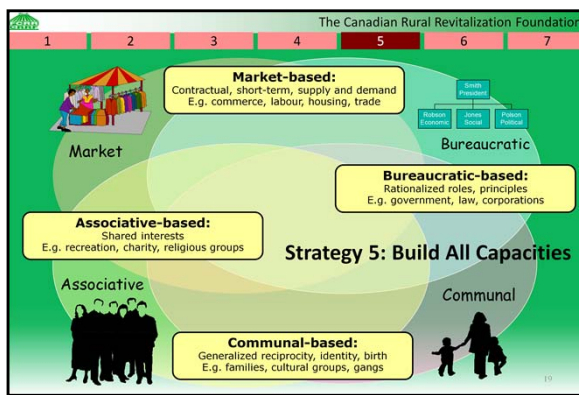 The Canadian Rural Revitalization Foundation
1 2 3 4 5 6 7
Market-based:
Contractual, short-term, supply and demand
E.g. commerce, labour, housing, trade
Market
Smith
President
Robson
Economic
Jones
Social
Polson
Political
Bureaucratic
Bureaucratic-based:
Rationalized roles, principles
E.g. government, law, corporations
Associative-based:
Shared interests
E.g. recreation, charity, religious groups
Strategy 5: Build All Capacities
Associative
Communal
Communal-based:
Generalized reciprocity, identity, birth
E.g. families, cultural groups, gangs
19